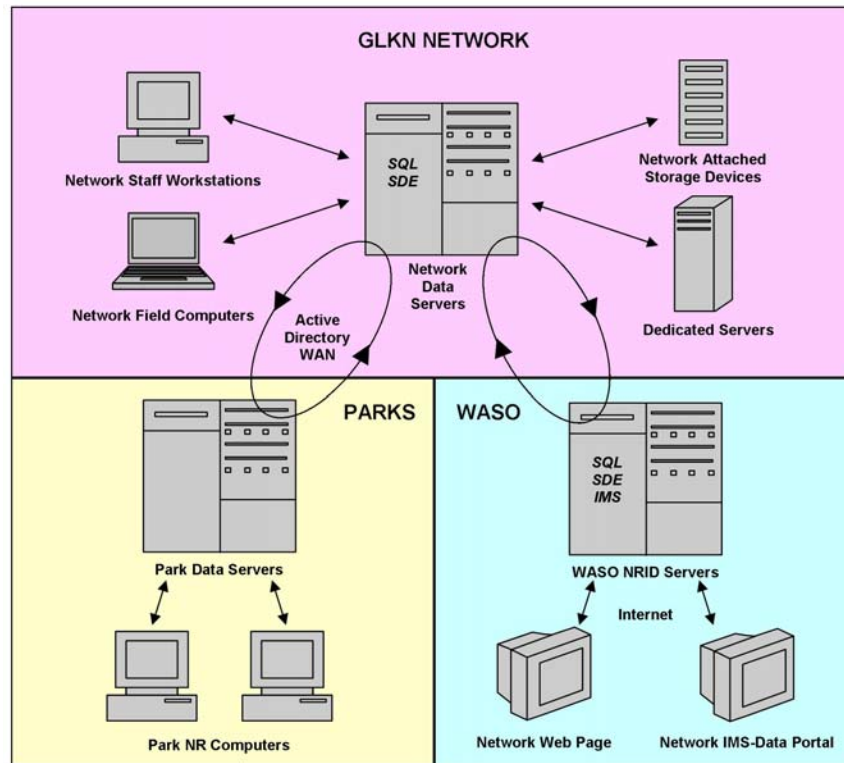 GLKN NETWORK
Network Staff Workstations
SQL
SDE
Network Attached
Storage Devices
Network Field Computers
Network
Data
Servers
Dedicated Servers
Active
Directory
WAN
PARKS
WASO
Park Data Servers
SQL
SDE
IMS
WASO NRID Servers
Internet
Park NR Computers
Network Web Page
Network IMS-Data Portal